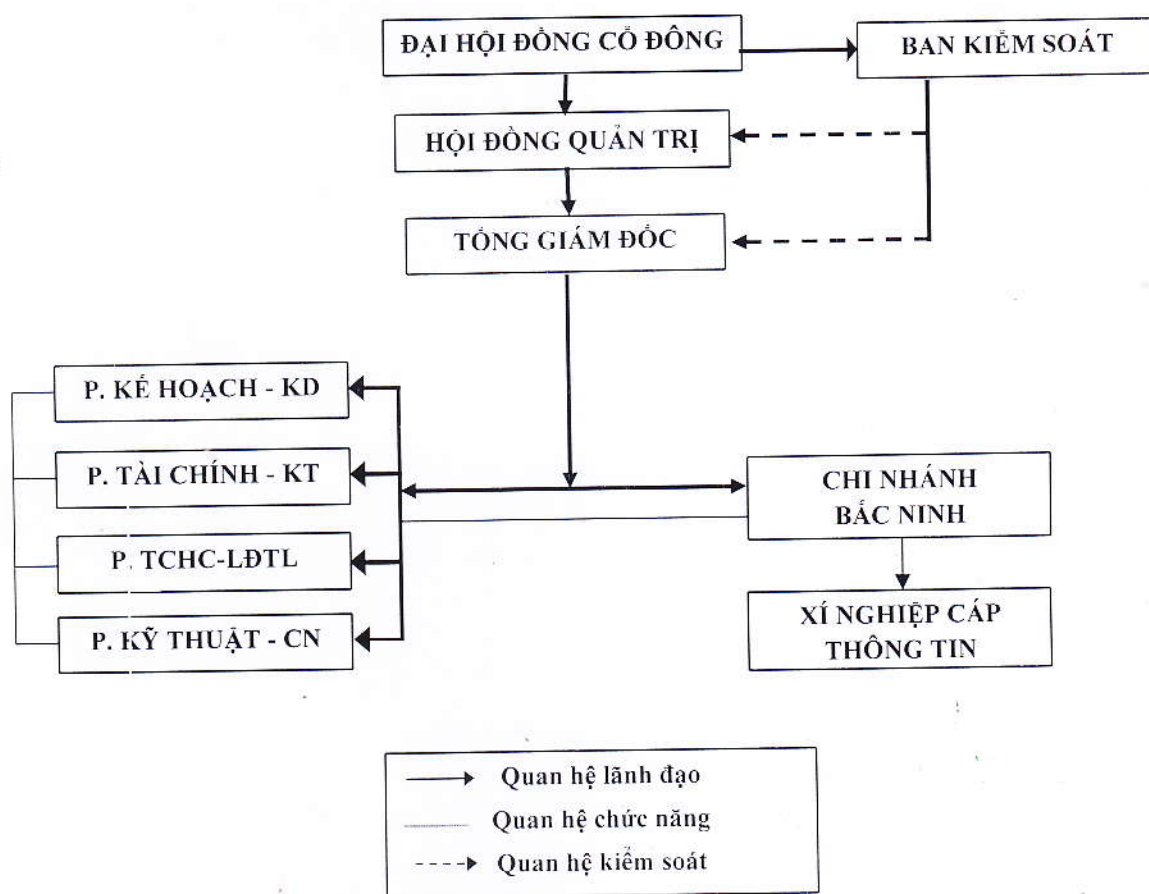 ĐẠI HỘI ĐỒNG CỔ ĐÔNG
BAN KIỂM SOÁT
HỘI ĐỒNG QUẢN TRỊ
TỔNG GIÁM ĐỐC
P. KẾ HOẠCH - KD
P. TÀI CHÍNH - KT
P. TCHC-LĐTL
P. KỸ THUẬT - CN
CHI NHÁNH
BẮC NINH
XÍ NGHIỆP CÁP
THÔNG TIN
Quan hệ lãnh đạo
Quan hệ chức năng
Quan hệ kiểm soát